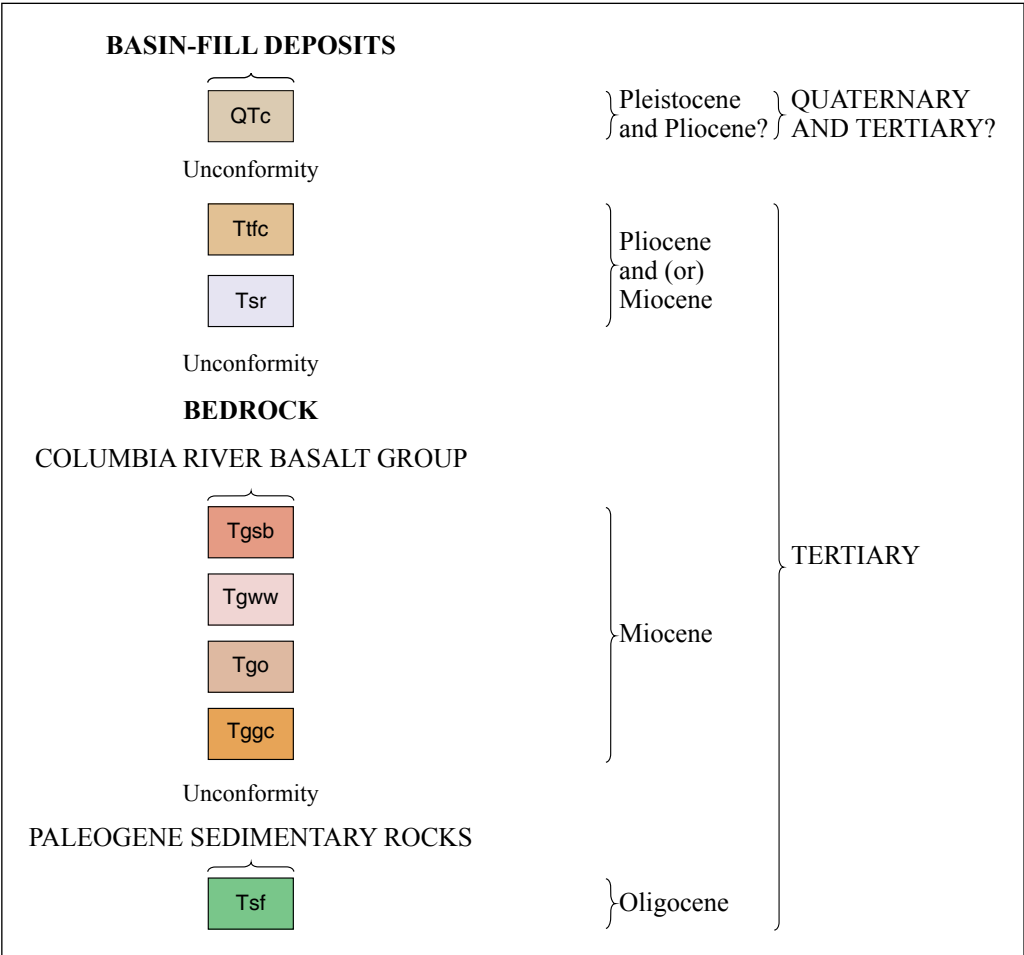 BASIN-FILL DEPOSITS
QTc
Pleistocene
and Pliocene?
QUATERNARY
AND TERTIARY?
Unconformity
Ttfc
Tsr
Pliocene
and (or)
Miocene
Unconformity
BEDROCK
COLUMBIA RIVER BASALT GROUP
Tgsb
Tgww
Tgo
Tggc
Miocene
TERTIARY
Unconformity
PALEOGENE SEDIMENTARY ROCKS
Tsf
Oligocene